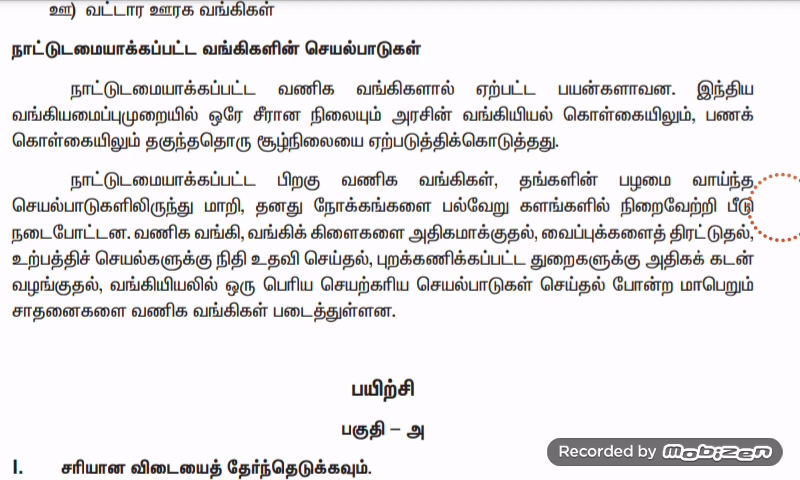 ஊ) வட்டார ஊரக வங்கிகள்
நாட்டுடமையாக்கப்பட்ட வங்கிகளின் செயல்பாடுகள்
நாட்டுடமையாக்கப்பட்ட வணிக வங்கிகளால் ஏற்பட்ட பயன்களாவன. இந்திய
வங்கியமைப்புமுறையில் ஒரே சீரான நிலையும் அரசின் வங்கியியல் கொள்கையிலும், பணக்
கொள்கையிலும் தகுந்ததொரு சூழ்நிலையை ஏற்படுத்திக்கொடுத்தது.
நாட்டுடமையாக்கப்பட்ட பிறகு வணிக வங்கிகள், தங்களின் பழமை வாய்ந்த
செயல்பாடுகளிலிருந்து மாறி, தனது நோக்கங்களை பல்வேறு களங்களில் நிறைவேற்றி பீடு
நடைபோட்டன. வணிக வங்கி, வங்கிக் கிளைகளை அதிகமாக்குதல், வைப்புக்களைத் திரட்டுதல்,
உற்பத்திச் செயல்களுக்கு நிதி உதவி செய்தல், புறக்கணிக்கப்பட்ட துறைகளுக்கு அதிகக் கடன்
வழங்குதல், வங்கியியலில் ஒரு பெரிய செயற்கரிய செயல்பாடுகள் செய்தல் போன்ற மாபெறும்
சாதனைகளை வணிக வங்கிகள் படைத்துள்ளன.
பயிற்சி
பகுதி – அ
I. சரியான விடையைத் தேர்ந்தெடுக்கவும்.
Recorded by mobizen